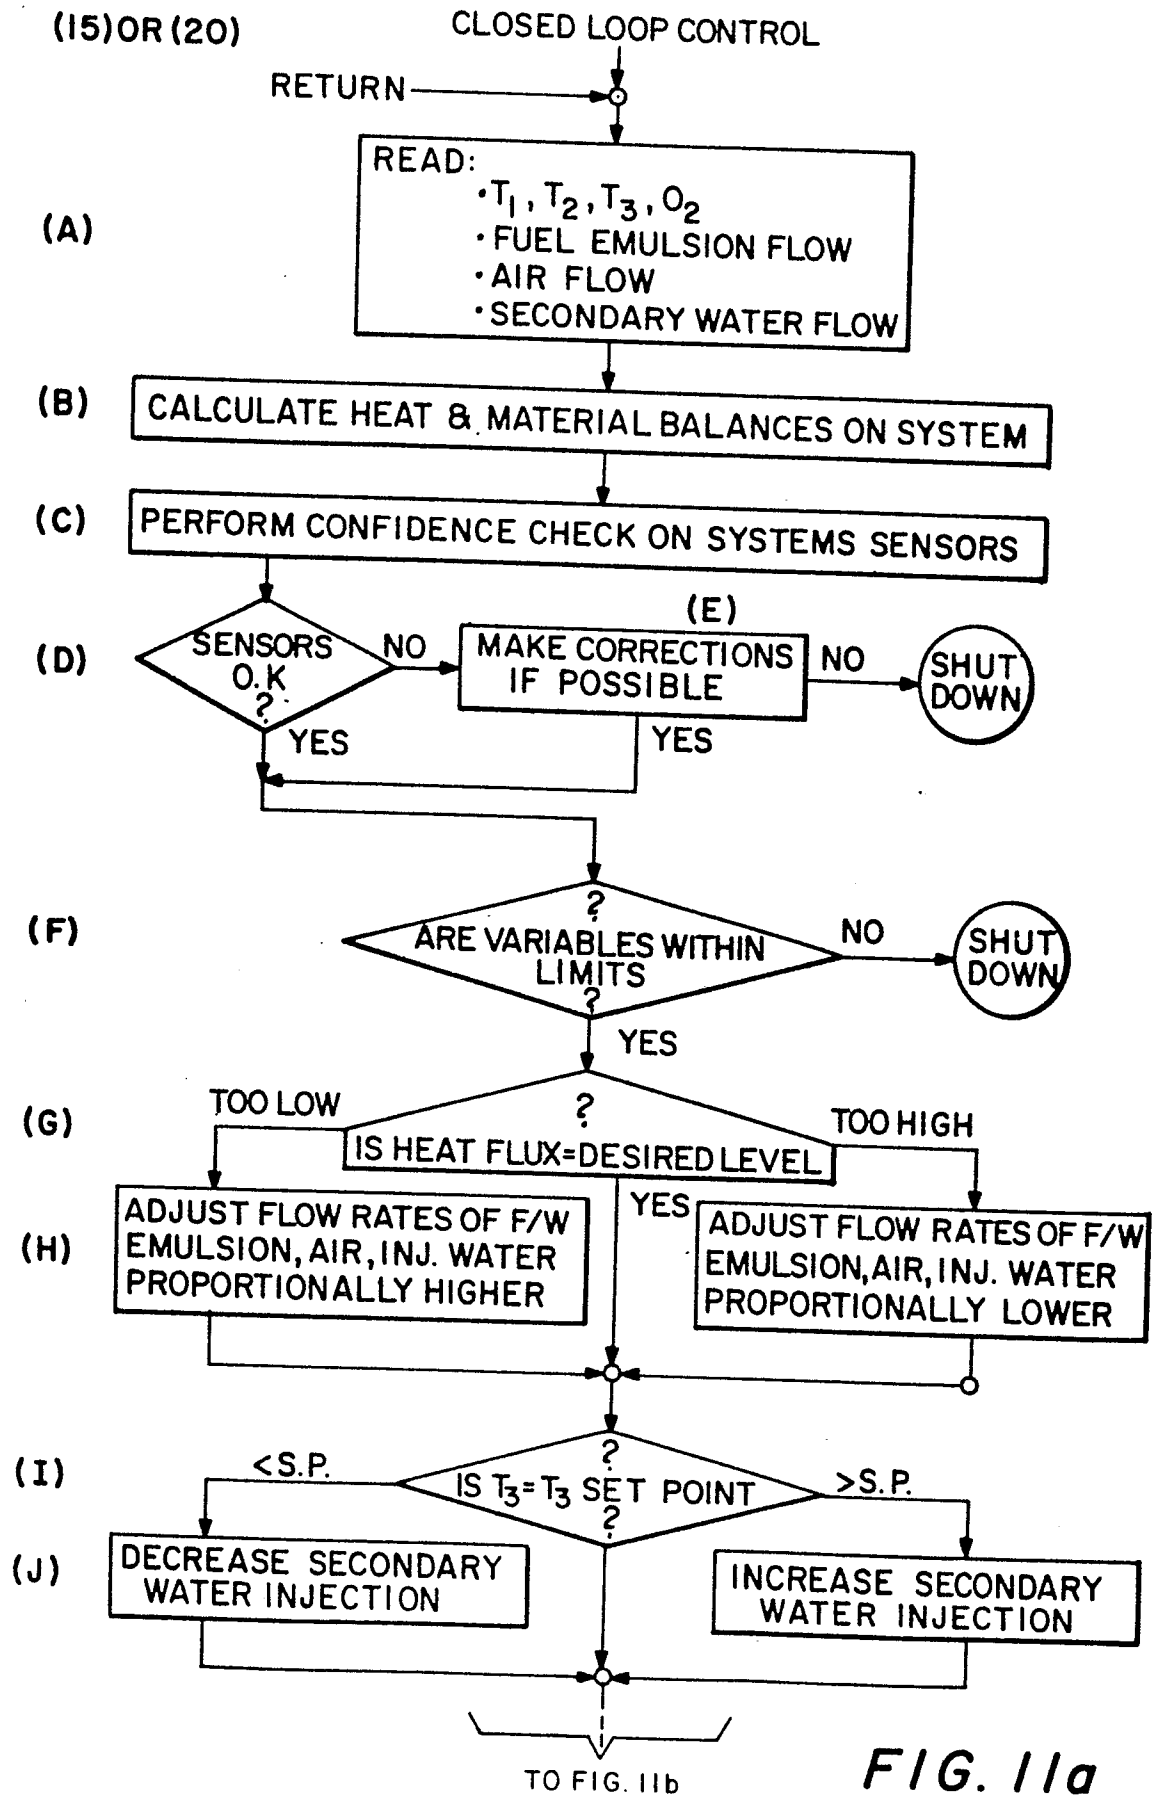 (15) OR (20)
CLOSED LOOP CONTROL
RETURN
READ:
(A)
·T1, T2, T3, O2
·FUEL EMULSION FLOW
·AIR FLOW
·SECONDARY WATER FLOW
(B)
CALCULATE HEAT & MATERIAL BALANCES ON SYSTEM
(C)
PERFORM CONFIDENCE CHECK ON SYSTEMS SENSORS
(D)
SENSORS
O.K
?
NO
YES
(E)
MAKE CORRECTIONS
IF POSSIBLE
NO
YES
SHUT
DOWN
(F)
?
ARE VARIABLES WITHIN
LIMITS
?
NO
SHUT
DOWN
YES
(G)
TOO LOW
?
IS HEAT FLUX=DESIRED LEVEL
TOO HIGH
YES
(H)
ADJUST FLOW RATES OF F/W
EMULSION, AIR, INJ. WATER
PROPORTIONALLY HIGHER
ADJUST FLOW RATES OF F/W
EMULSION, AIR, INJ. WATER
PROPORTIONALLY LOWER
(I)
<S.P.
?
IS T3=T3 SET POINT
?
>S.P.
(J)
DECREASE SECONDARY
WATER INJECTION
INCREASE SECONDARY
WATER INJECTION
TO FIG. 11b
FIG. 11a